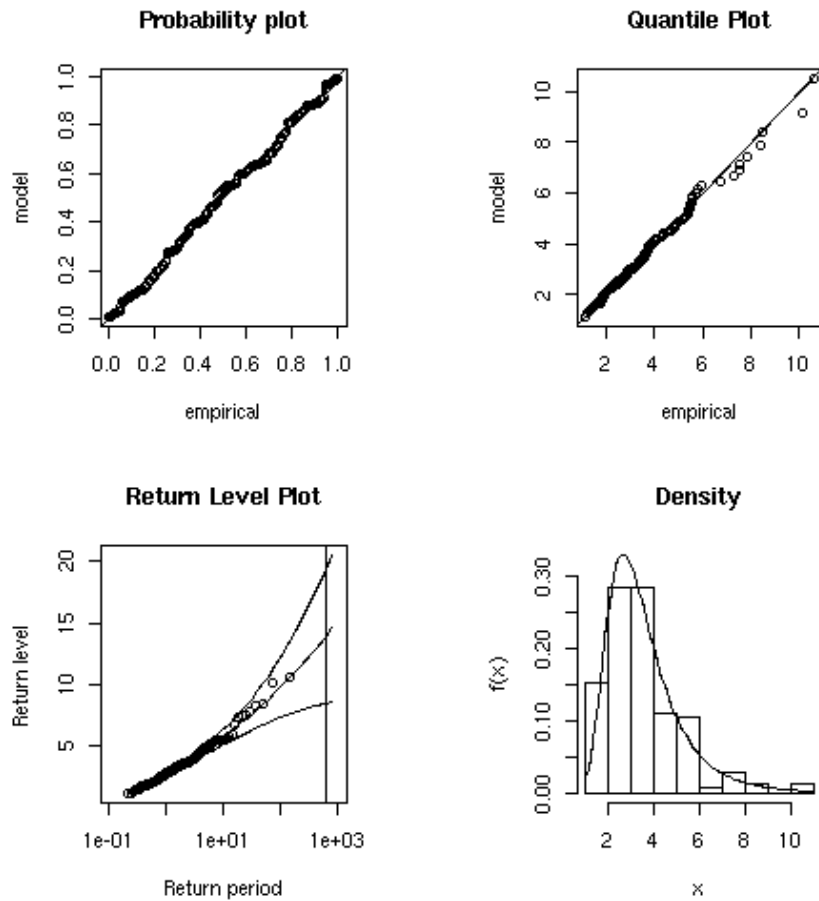 Probability plot
model
0.0 0.2 0.4 0.6 0.8 1.0
0.0 0.2 0.4 0.6 0.8 1.0
empirical
Quantile Plot
model
2 4 6 8 10
2 4 6 8 10
empirical
Return Level Plot
Return level
5 10 15 20
1e-01 1e+01 1e+03
Return period
Density
f(x)
0.00 0.10 0.20 0.30
2 4 6 8 10
x